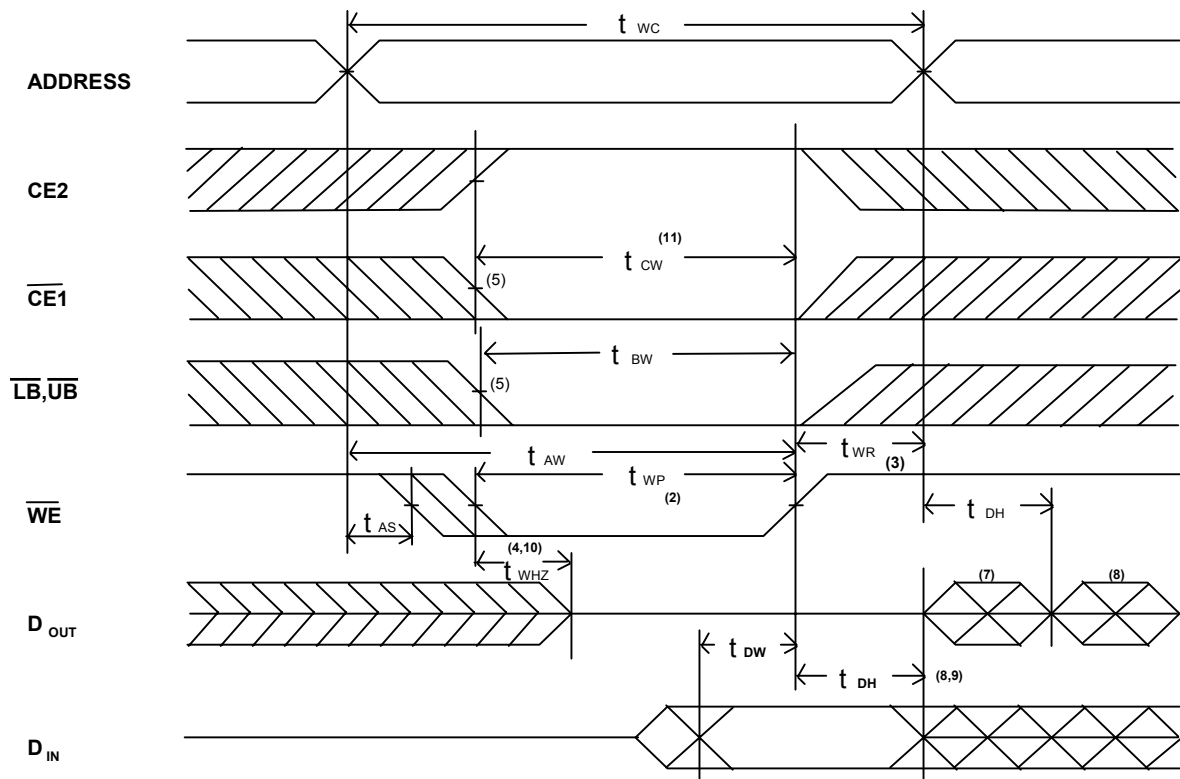 t WC
ADDRESS
CE2
(11)
t CW
CE1
(5)
t BW
LB,UB
(5)
t AW
t WR
(3)
t WP
(2)
WE
t AS
t DH
(4,10)
t WHZ
(7)
(8)
D OUT
t DW
t DH
(8,9)
D IN